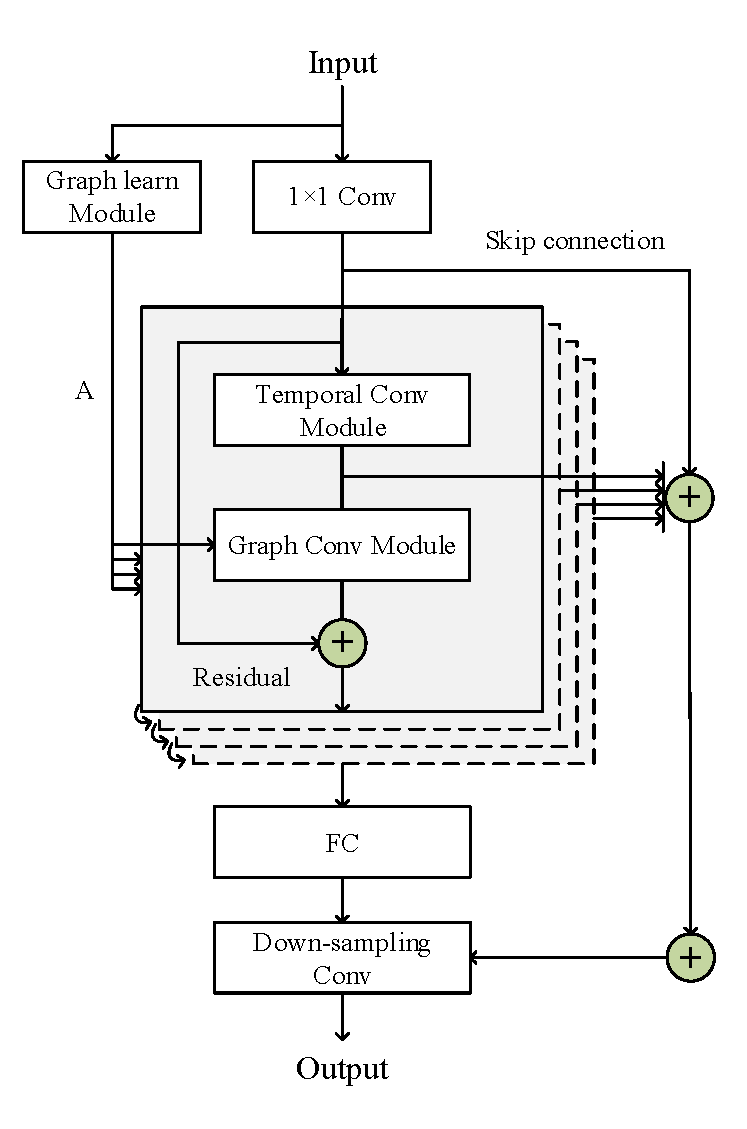 Input
Graph learn
Module
1×1 Conv
Skip connection
A
Temporal Conv
Module
+
Graph Conv Module
+
Residual
FC
Down-sampling
Conv
+
Output